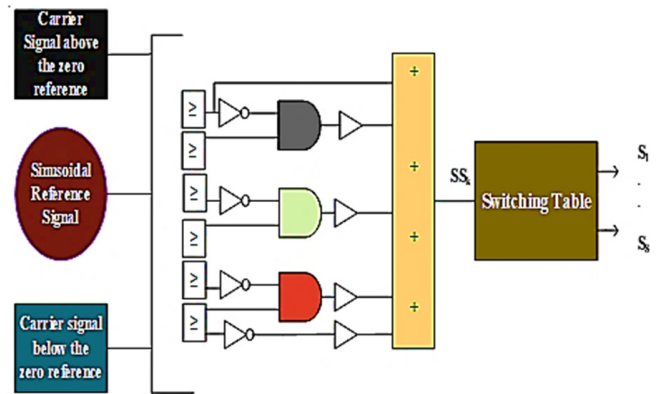 Carrier
Signal above
the zero
reference
Sinusoidal
Reference
Signal
Carrier signal
below the
zero reference
≥
≥
≥
≥
≥
≥
+
+
+
+
SSₖ
Switching Table
S₁
.
.
S₈